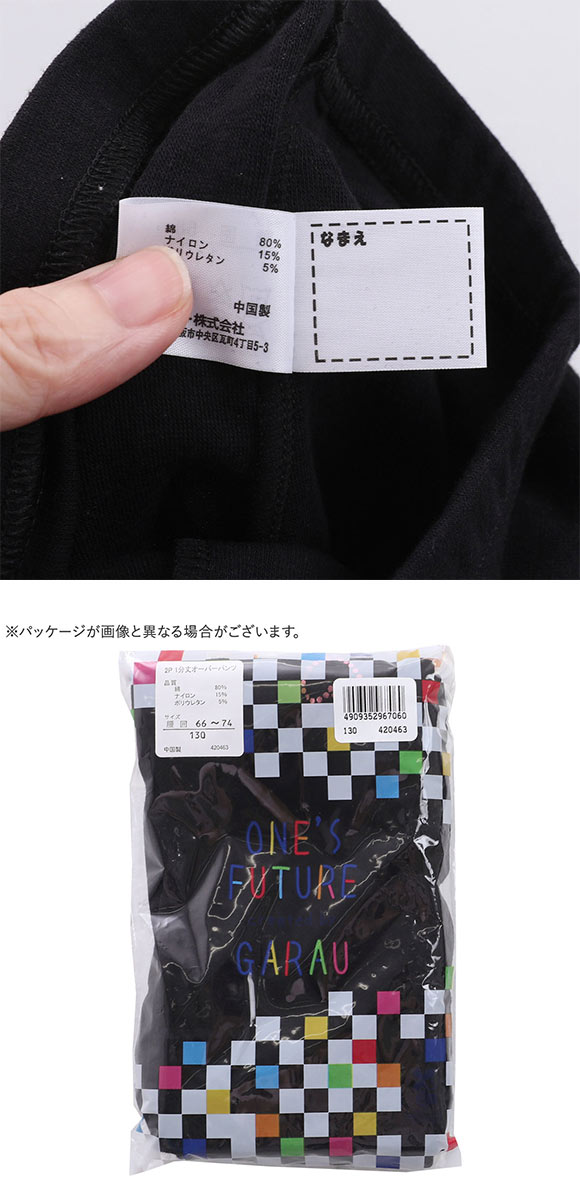 綿 80%
ナイロン 15%
ポリウレタン 5%
中国製
株式会社
阪市中央区瓦町4丁目5-3
なまえ
※パッケージが画像と異なる場合がございます。
2P 1分丈オーバーパンツ
品質
綿 80%
ナイロン 15%
ポリウレタン 5%
サイズ
腰囲 66～74
130
中国製 420463
4909352967060
130 420463
ONE'S
FUTURE
GARAU